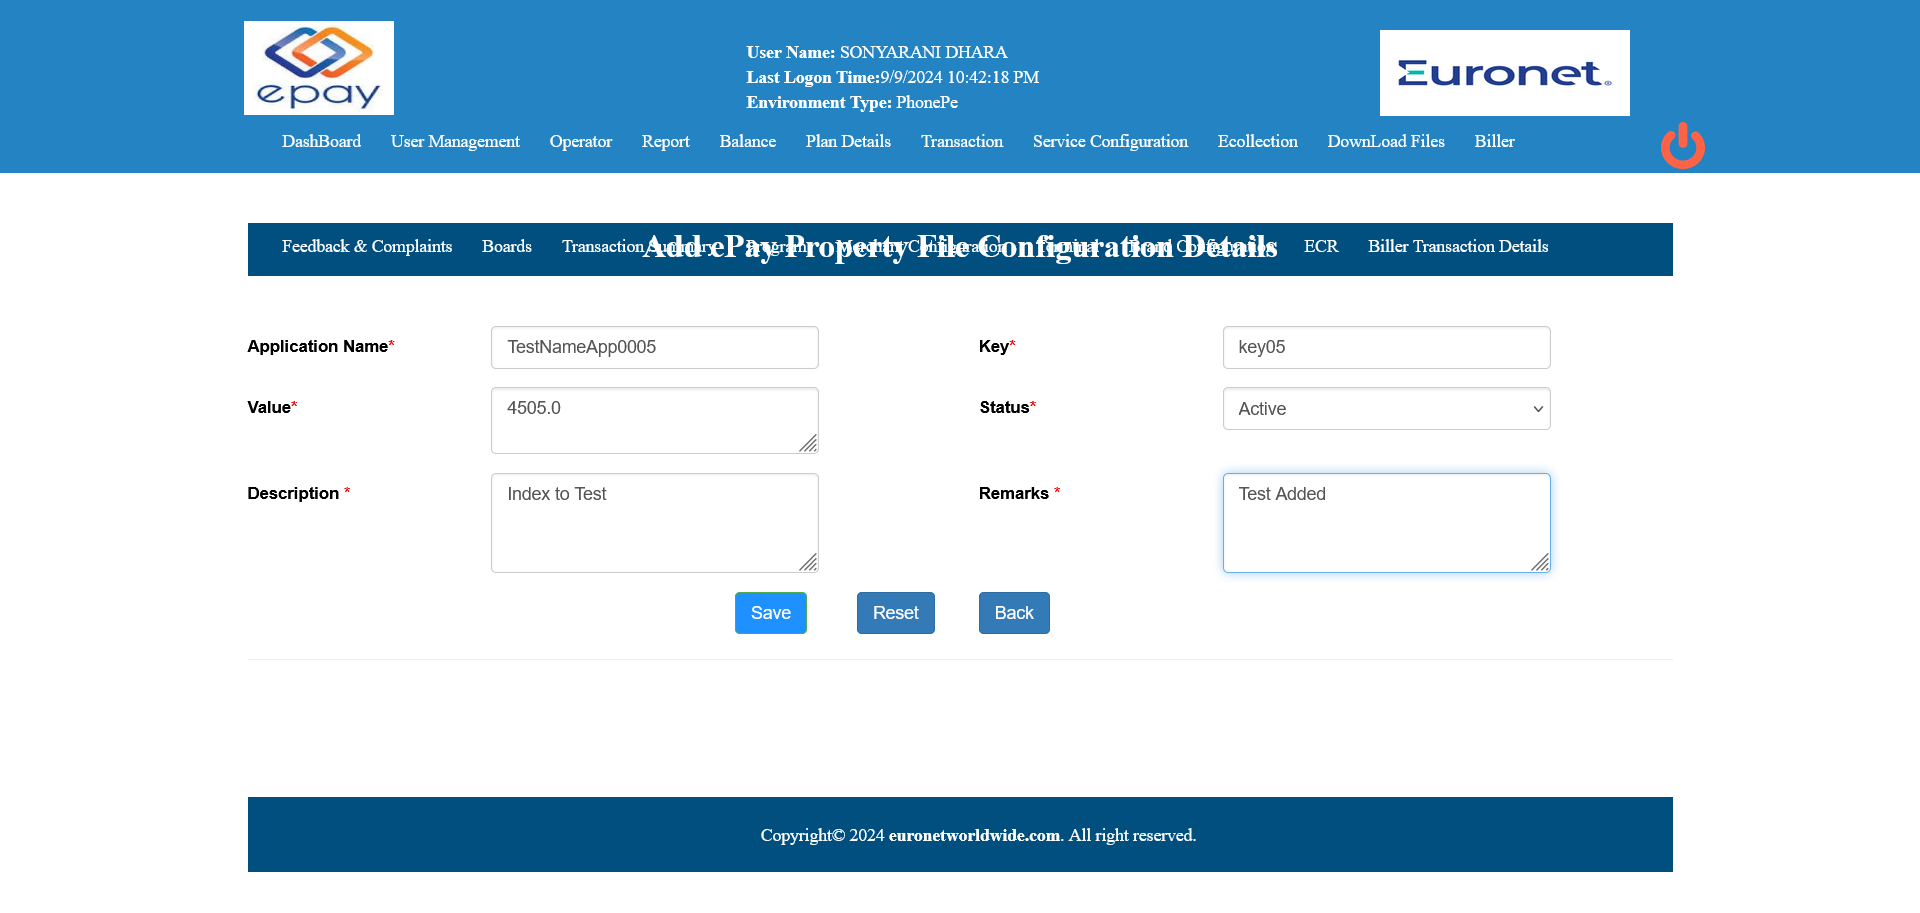 epay
User Name: SONYARANI DHARA
Last Logon Time:9/9/2024 10:42:18 PM
Environment Type: PhonePe
Euronet®
DashBoard User Management Operator Report Balance Plan Details Transaction Service Configuration Ecollection DownLoad Files Biller
Feedback & Complaints Boards Transaction Summary Program Merchant Configuration Terminal Brand Configuration ECR Biller Transaction Details
Add ePay Property File Configuration Details
Application Name* TestNameApp0005 Key* key05
Value* 4505.0 Status* Active
Description * Index to Test Remarks * Test Added
Save Reset Back
Copyright© 2024 euronetworldwide.com. All right reserved.